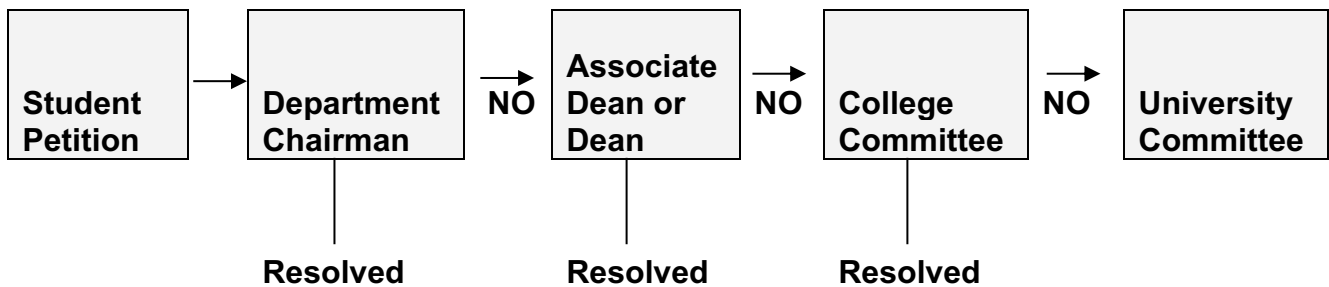 Student
Petition
Department
Chairman
NO
Associate
Dean or
Dean
NO
College
Committee
NO
University
Committee
Resolved
Resolved
Resolved